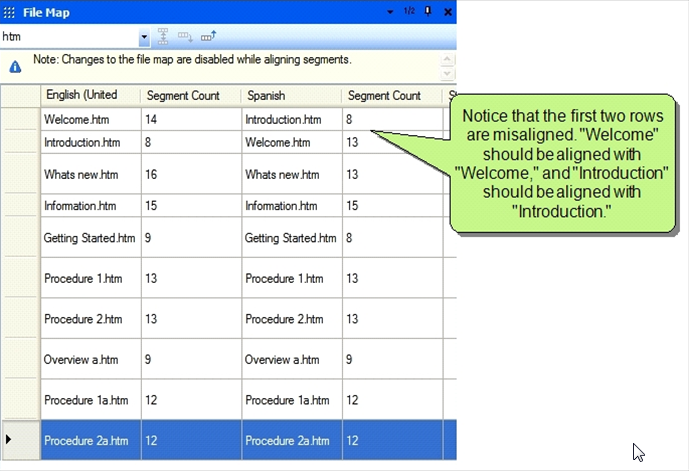 File Map 1/2
htm
Note: Changes to the file map are disabled while aligning segments.
English (United Segment Count Spanish Segment Count
Welcome.htm 14 Introduction.htm 8
Introduction.htm 8 Welcome.htm 13
Whats new.htm 16 Whats new.htm 13
Information.htm 15 Information.htm 15
Getting Started.htm 9 Getting Started.htm 8
Procedure 1.htm 13 Procedure 1.htm 13
Procedure 2.htm 13 Procedure 2.htm 13
Overview a.htm 9 Overview a.htm 9
Procedure 1a.htm 12 Procedure 1a.htm 12
Procedure 2a.htm 12 Procedure 2a.htm 12
Notice that the first two rows
are misaligned. "Welcome"
should be aligned with
"Welcome," and "Introduction"
should be aligned with
"Introduction."